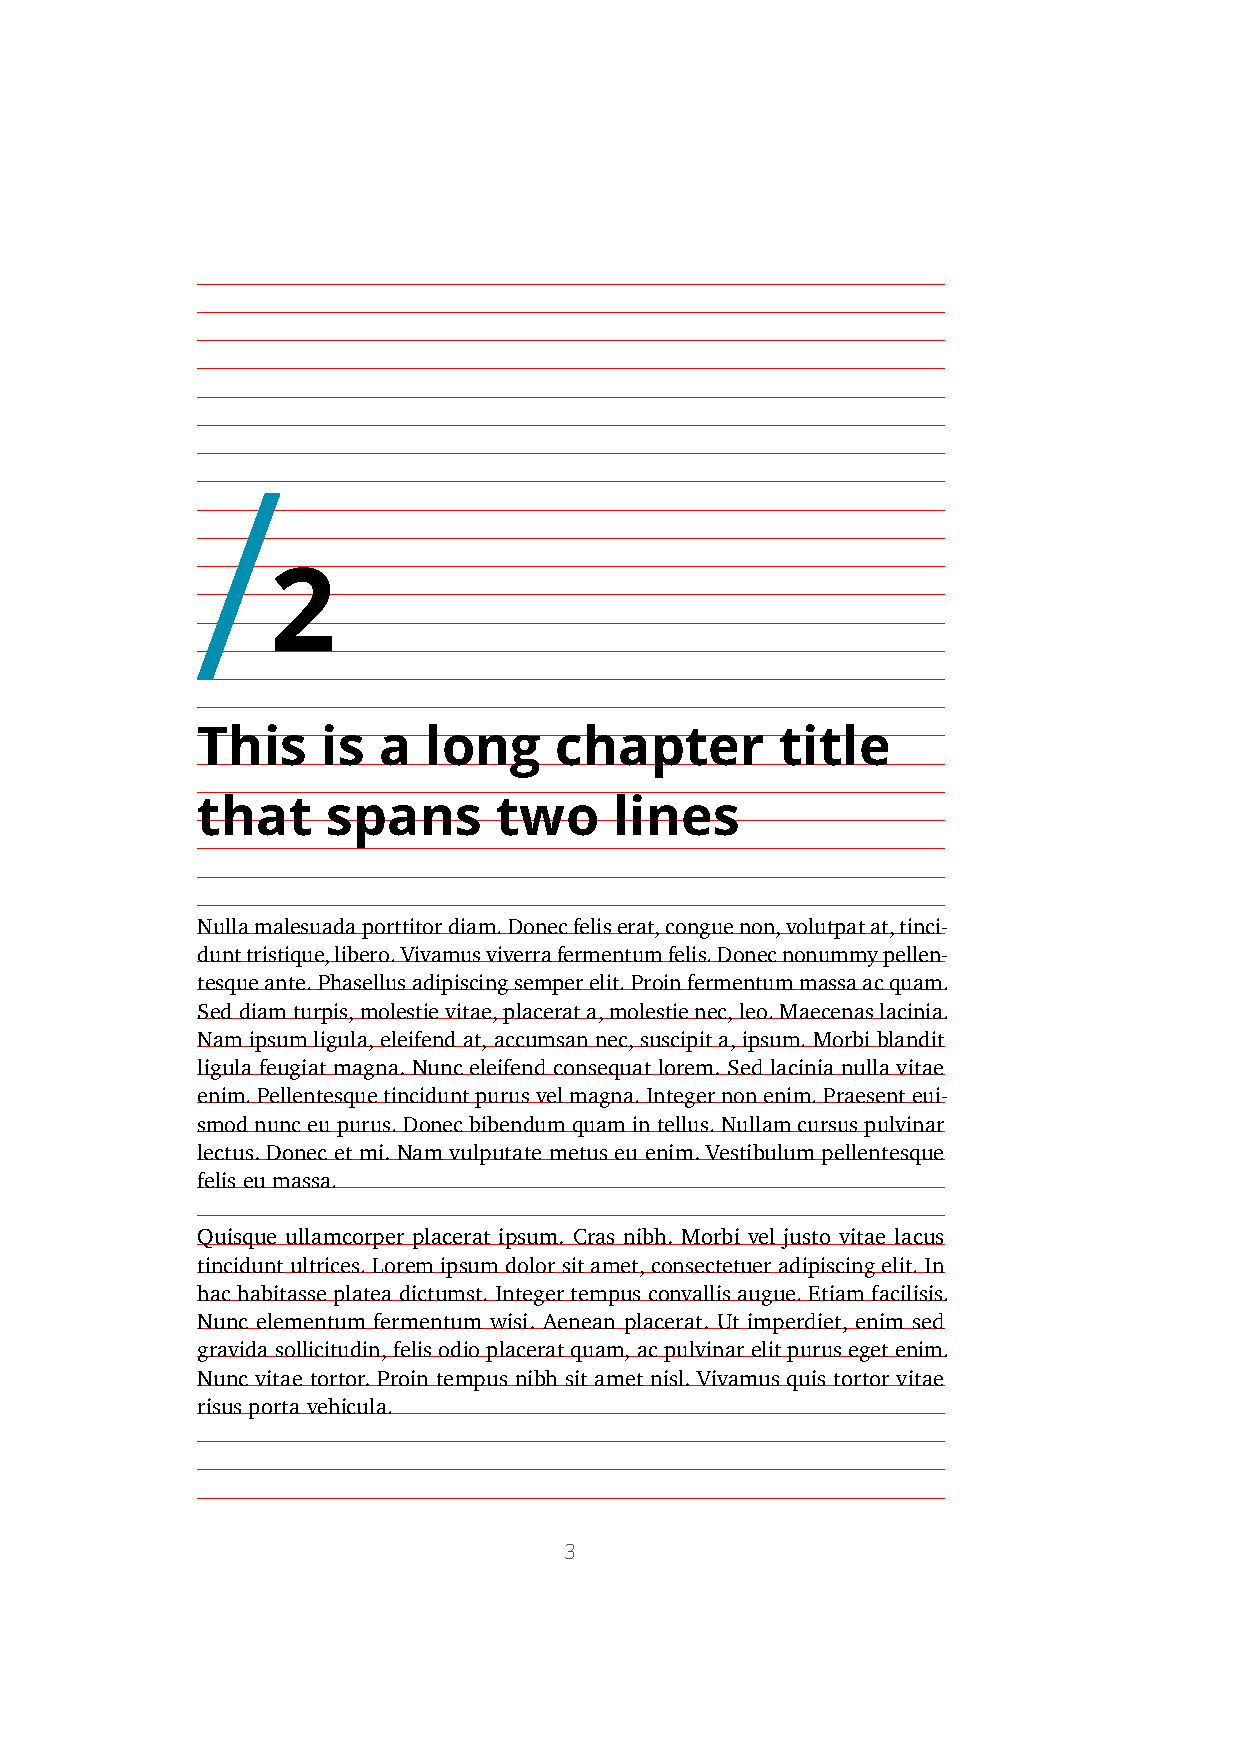 /2
This is a long chapter title
that spans two lines
Nulla malesuada porttitor diam. Donec felis erat, congue non, volutpat at, tinci-
dunt tristique, libero. Vivamus viverra fermentum felis. Donec nonummy pellen-
tesque ante. Phasellus adipiscing semper elit. Proin fermentum massa ac quam.
Sed diam turpis, molestie vitae, placerat a, molestie nec, leo. Maecenas lacinia.
Nam ipsum ligula, eleifend at, accumsan nec, suscipit a, ipsum. Morbi blandit
ligula feugiat magna. Nunc eleifend consequat lorem. Sed lacinia nulla vitae
enim. Pellentesque tincidunt purus vel magna. Integer non enim. Praesent eui-
smod nunc eu purus. Donec bibendum quam in tellus. Nullam cursus pulvinar
lectus. Donec et mi. Nam vulputate metus eu enim. Vestibulum pellentesque
felis eu massa.
Quisque ullamcorper placerat ipsum. Cras nibh. Morbi vel justo vitae lacus
tincidunt ultrices. Lorem ipsum dolor sit amet, consectetuer adipiscing elit. In
hac habitasse platea dictumst. Integer tempus convallis augue. Etiam facilisis.
Nunc elementum fermentum wisi. Aenean placerat. Ut imperdiet, enim sed
gravida sollicitudin, felis odio placerat quam, ac pulvinar elit purus eget enim.
Nunc vitae tortor. Proin tempus nibh sit amet nisl. Vivamus quis tortor vitae
risus porta vehicula.
3